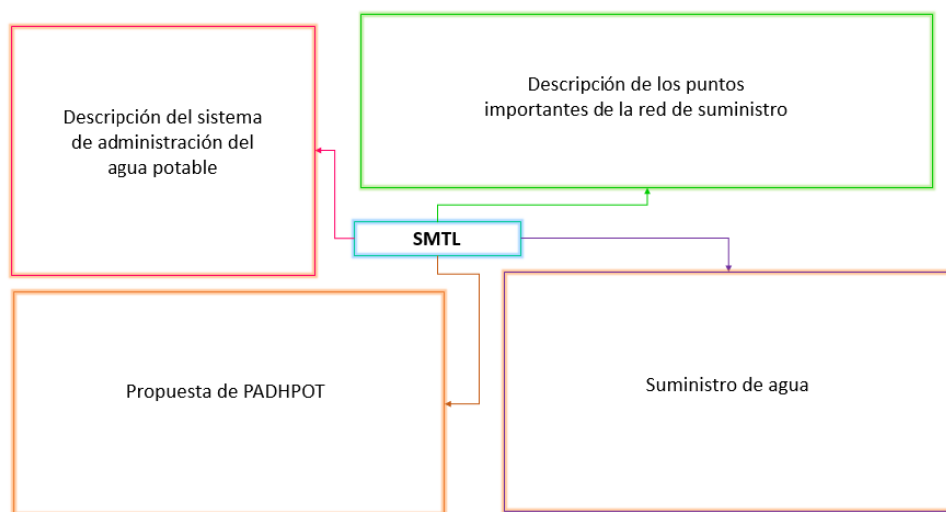 Descripción del sistema
de administración del
agua potable
Descripción de los puntos
importantes de la red de suministro
SMTL
Propuesta de PADHPOT
Suministro de agua